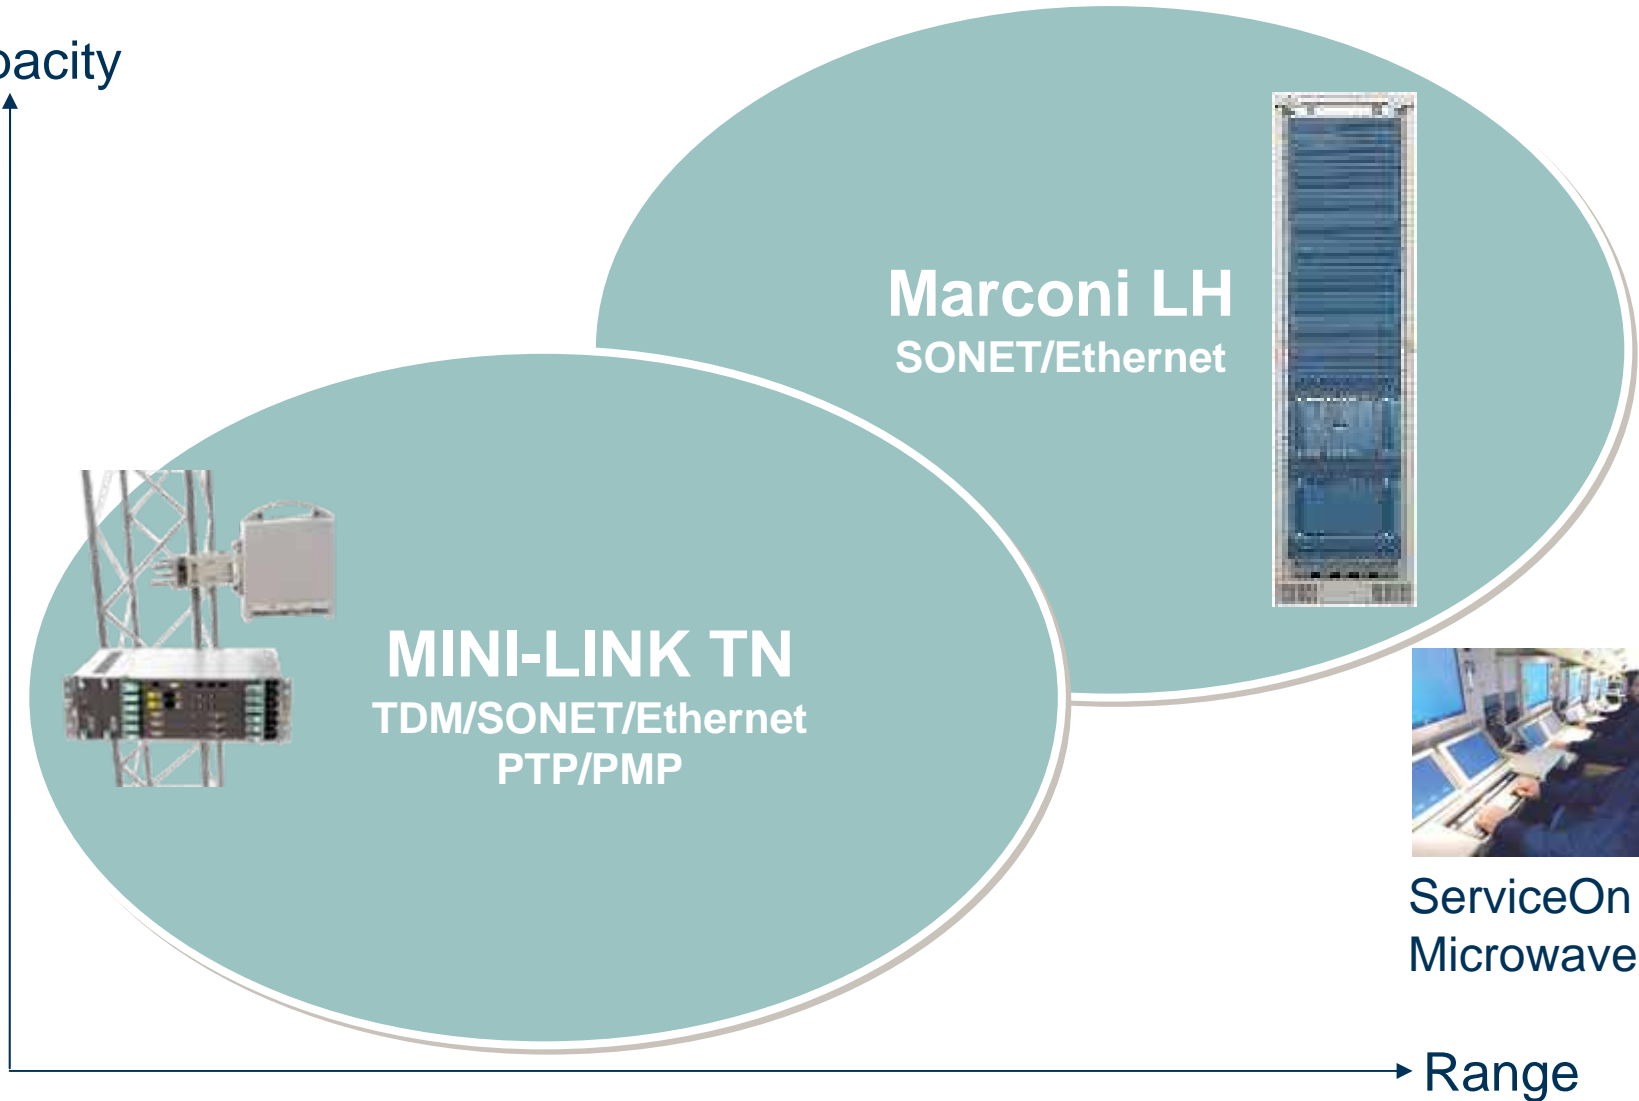 pacity
Marconi LH
SONET/Ethernet
MINI-LINK TN
TDM/SONET/Ethernet
PTP/PMP
ServiceOn
Microwave
Range